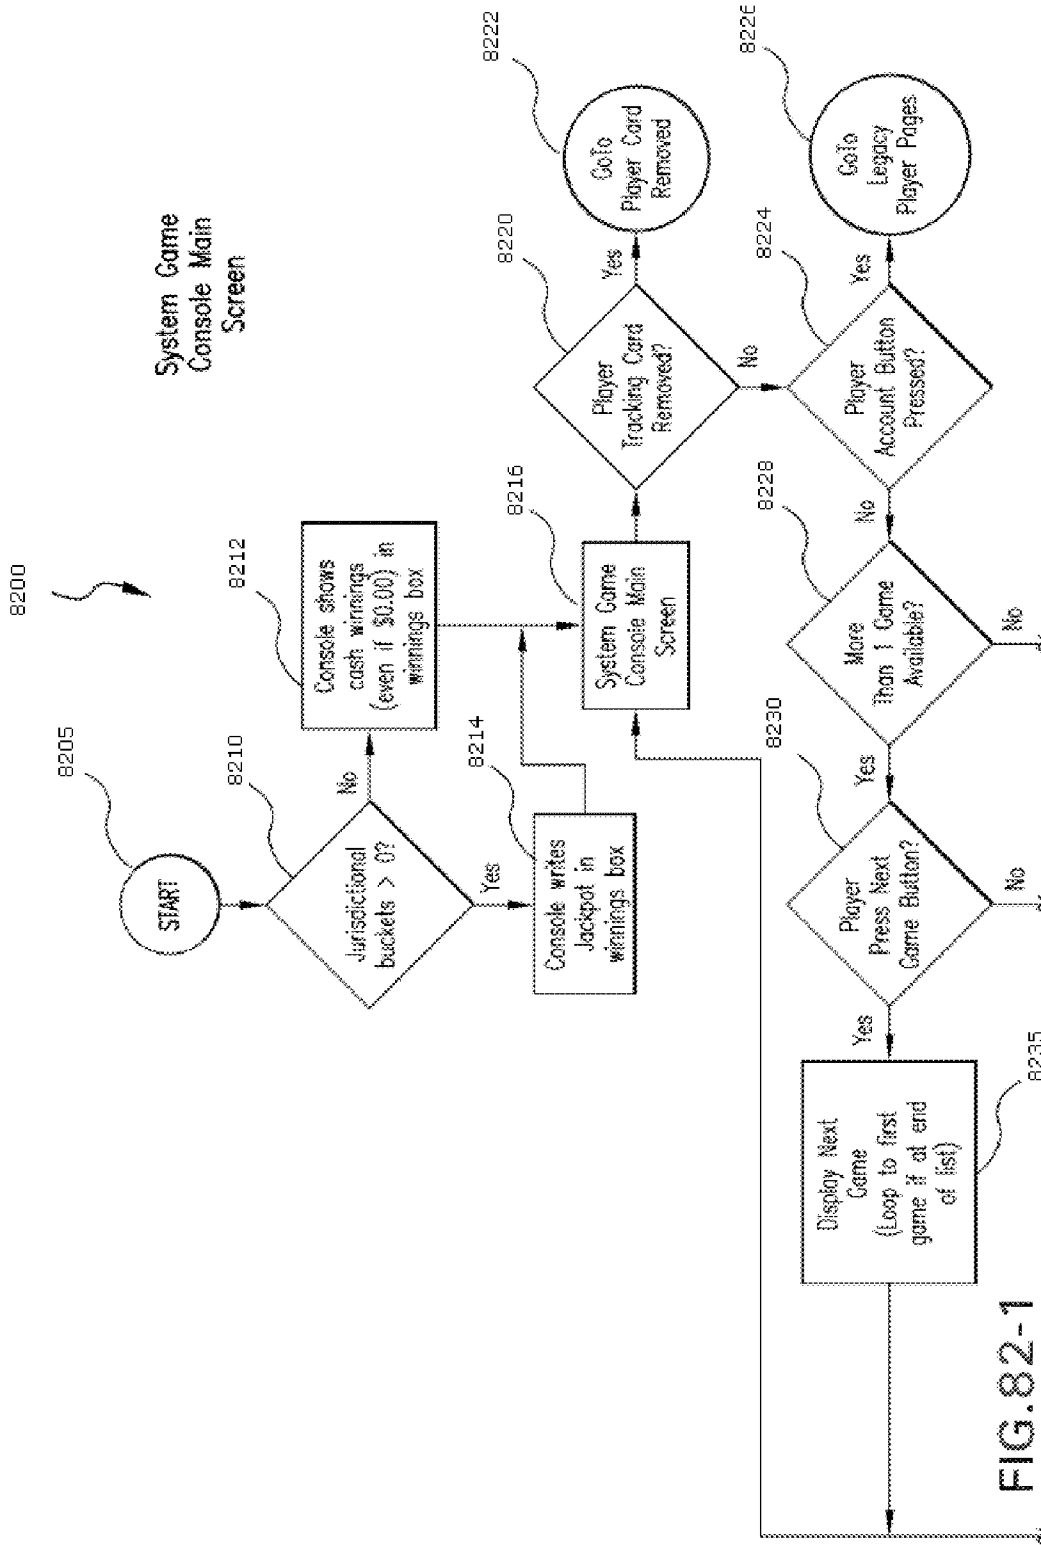 8200
System Game
Console Main
Screen
8205
START
8210
Jurisdictional
buckets > 0?
No
Yes
8212
Console shows
cash winnings
(even if $0.00) in
winnings box
8214
Console writes
Jackpot in
winnings box
8216
System Game
Console Main
Screen
8220
Player
Tracking Card
Removed?
Yes
No
8222
GoTo
Player Card
Removed
8224
Player
Account Button
Pressed?
Yes
No
8226
GoTo
Legacy
Player Pages
8228
More
Than 1 Game
Available?
Yes
No
8230
Player
Press Next
Game Button?
Yes
No
8235
Display Next
Game
(Loop to first
game if at end
of list)
FIG.82-1